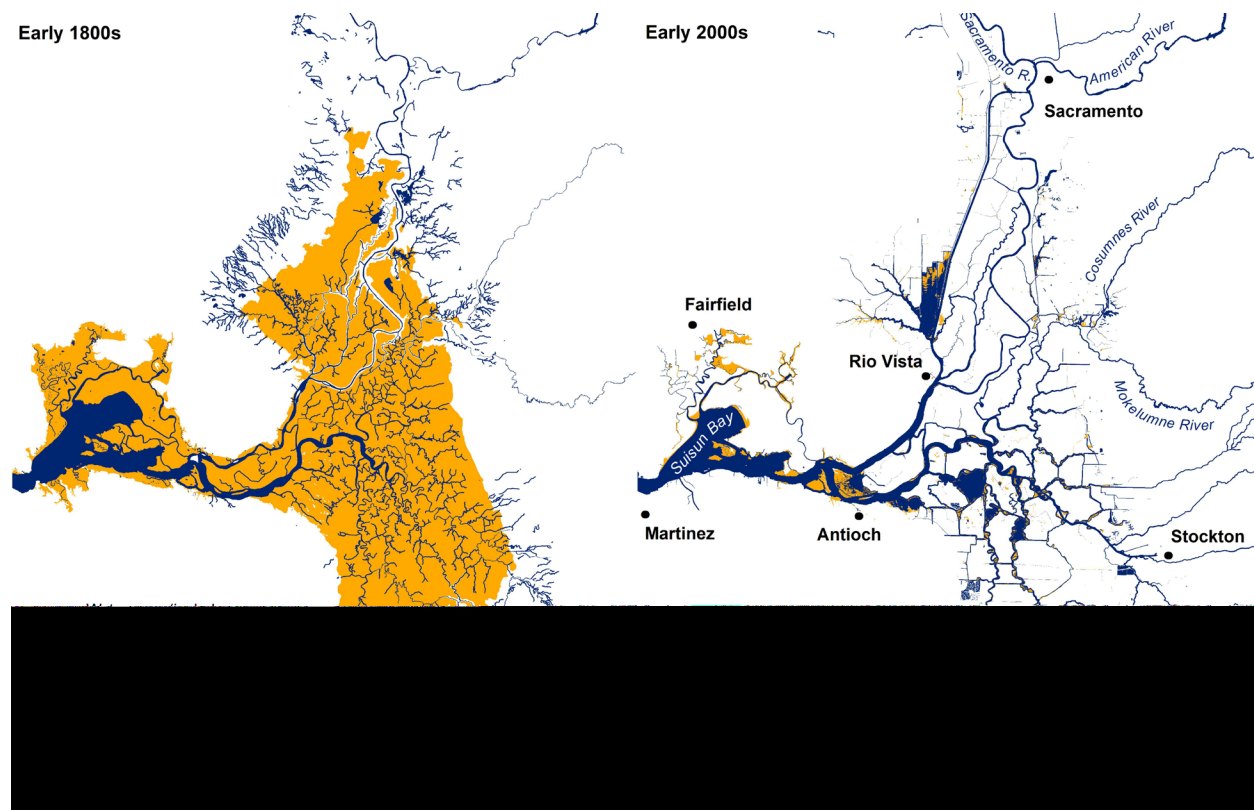 Early 1800s
Early 2000s
Sacramento R.
American River
Sacramento
Cosumnes River
Fairfield
Rio Vista
Mokelumne River
Suisun Bay
Martinez
Antioch
Stockton